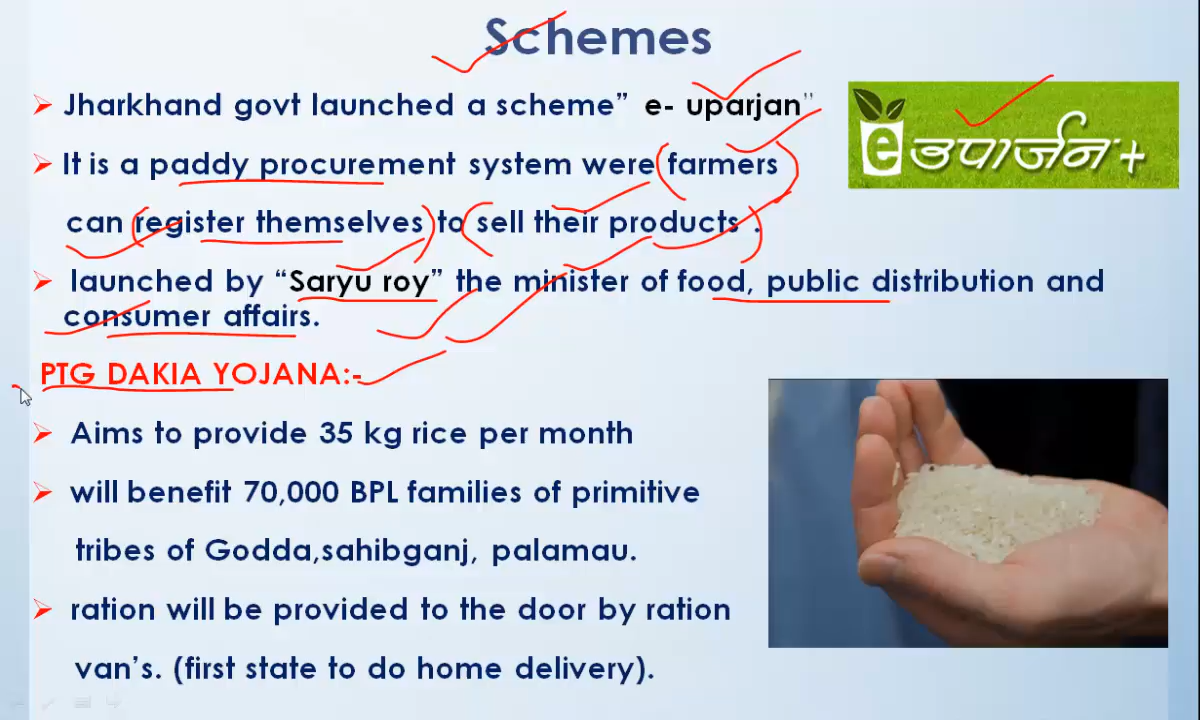 Schemes
Jharkhand govt launched a scheme” e- uparjan”
e उपार्जन +
It is a paddy procurement system were farmers
can register themselves to sell their products .
launched by “Saryu roy” the minister of food, public distribution and
consumer affairs.
PTG DAKIA YOJANA:-
Aims to provide 35 kg rice per month
will benefit 70,000 BPL families of primitive
tribes of Godda,sahibganj, palamau.
ration will be provided to the door by ration
van’s. (first state to do home delivery).